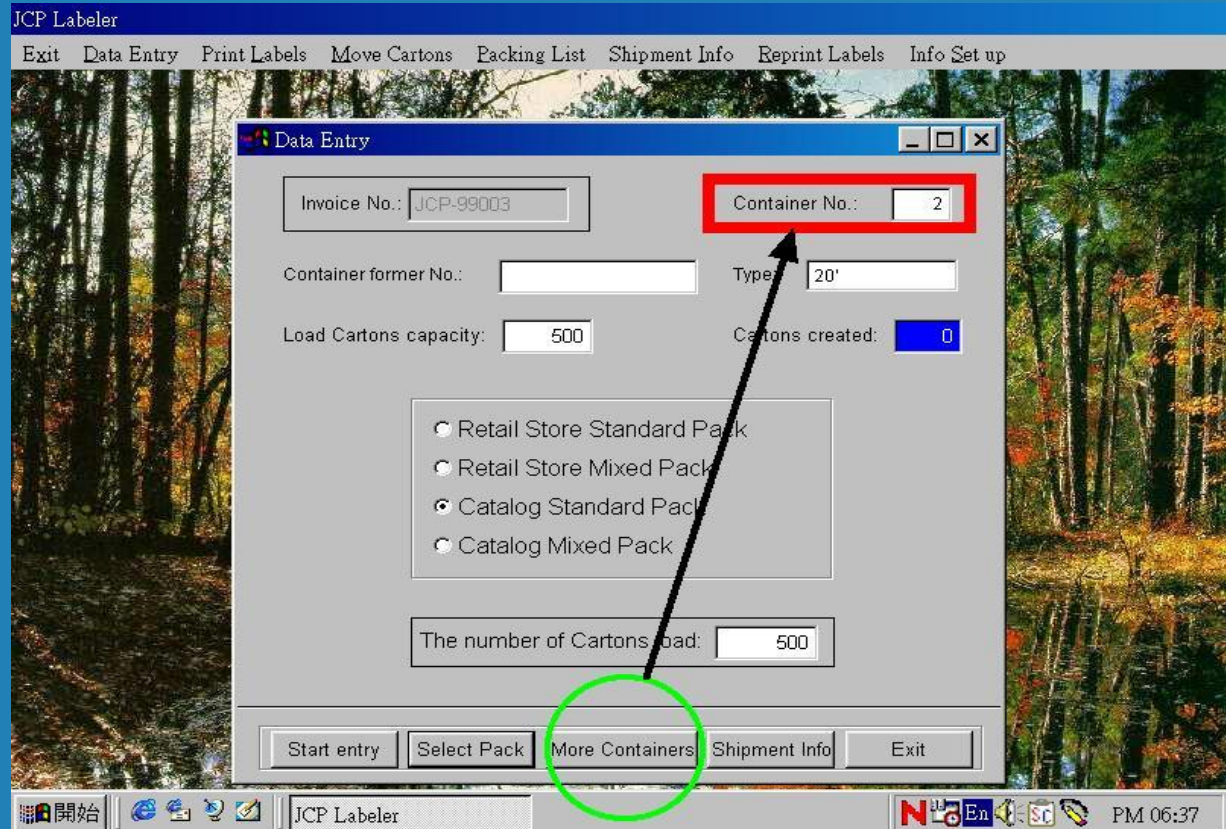 JCP Labeler
Exit Data Entry Print Labels Move Cartons Packing List Shipment Info Reprint Labels Info Set up
Data Entry
Invoice No.: JCP-99003 Container No.: 2
Container former No.: Type: 20'
Load Cartons capacity: 500 Cartons created: 0
Retail Store Standard Pack
Retail Store Mixed Pack
Catalog Standard Pack
Catalog Mixed Pack
The number of Cartons load: 500
Start entry Select Pack More Containers Shipment Info Exit
開始 JCP Labeler N En PM 06:37